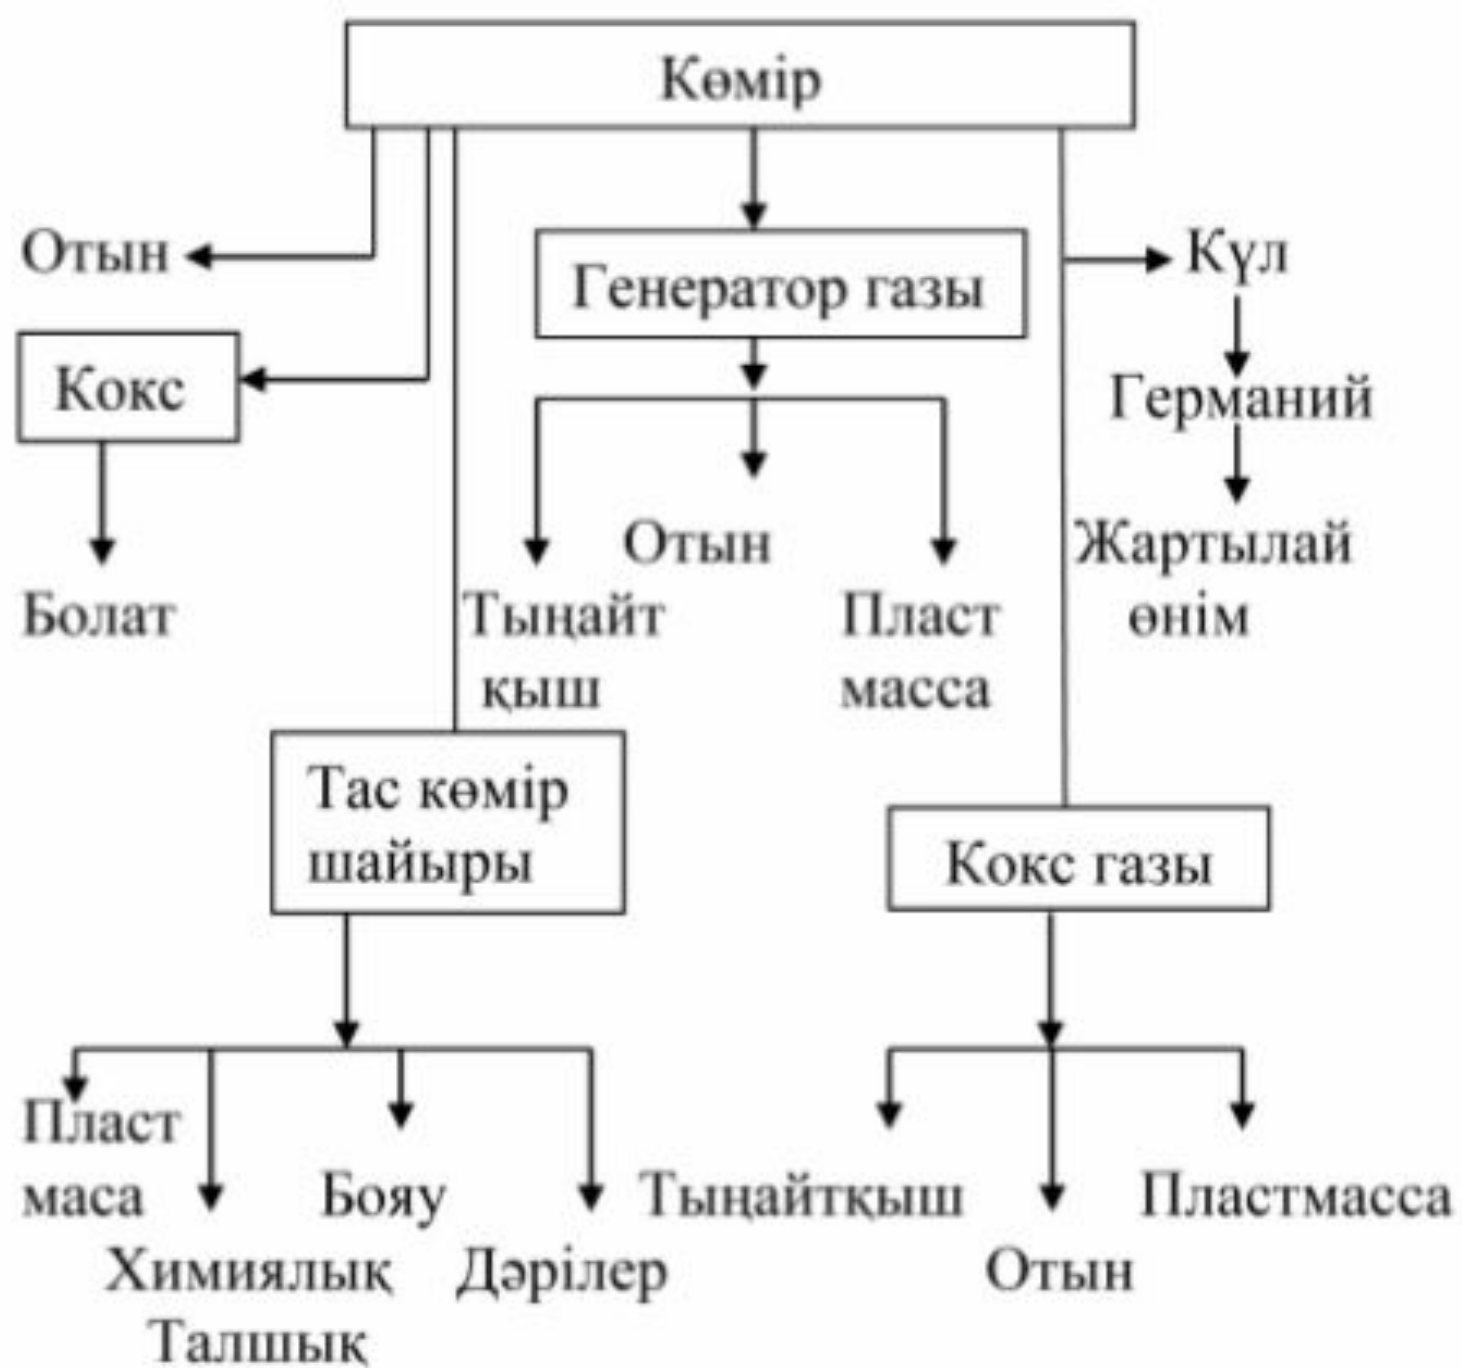 Көмір
Отын
Генератор газы
Күл
Кокс
Германий
Отын
Жартылай
өнім
Болат
Тыңайт
қыш
Пласт
масса
Тас көмір
шайыры
Кокс газы
Пласт
маса
Бояу
Тыңайтқыш
Пластмасса
Химиялық
Талшық
Дәрілер
Отын